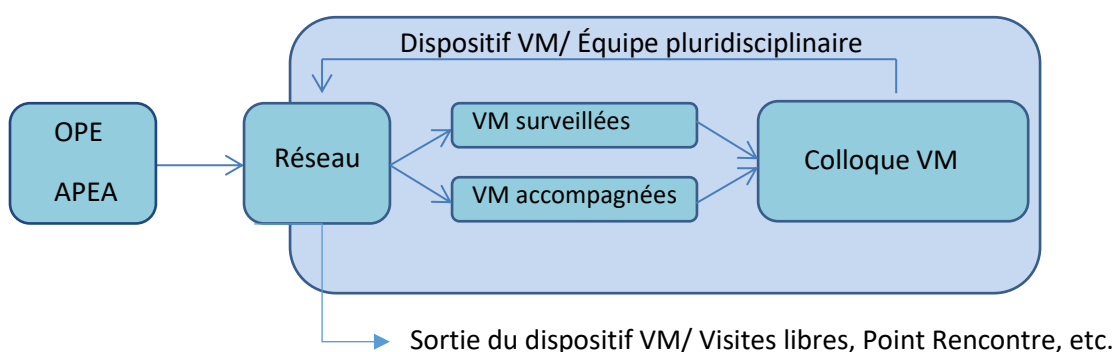 Dispositif VM/ Équipe pluridisciplinaire
OPE
APEA
Réseau
VM surveillées
VM accompagnées
Colloque VM
Sortie du dispositif VM/ Visites libres, Point Rencontre, etc.